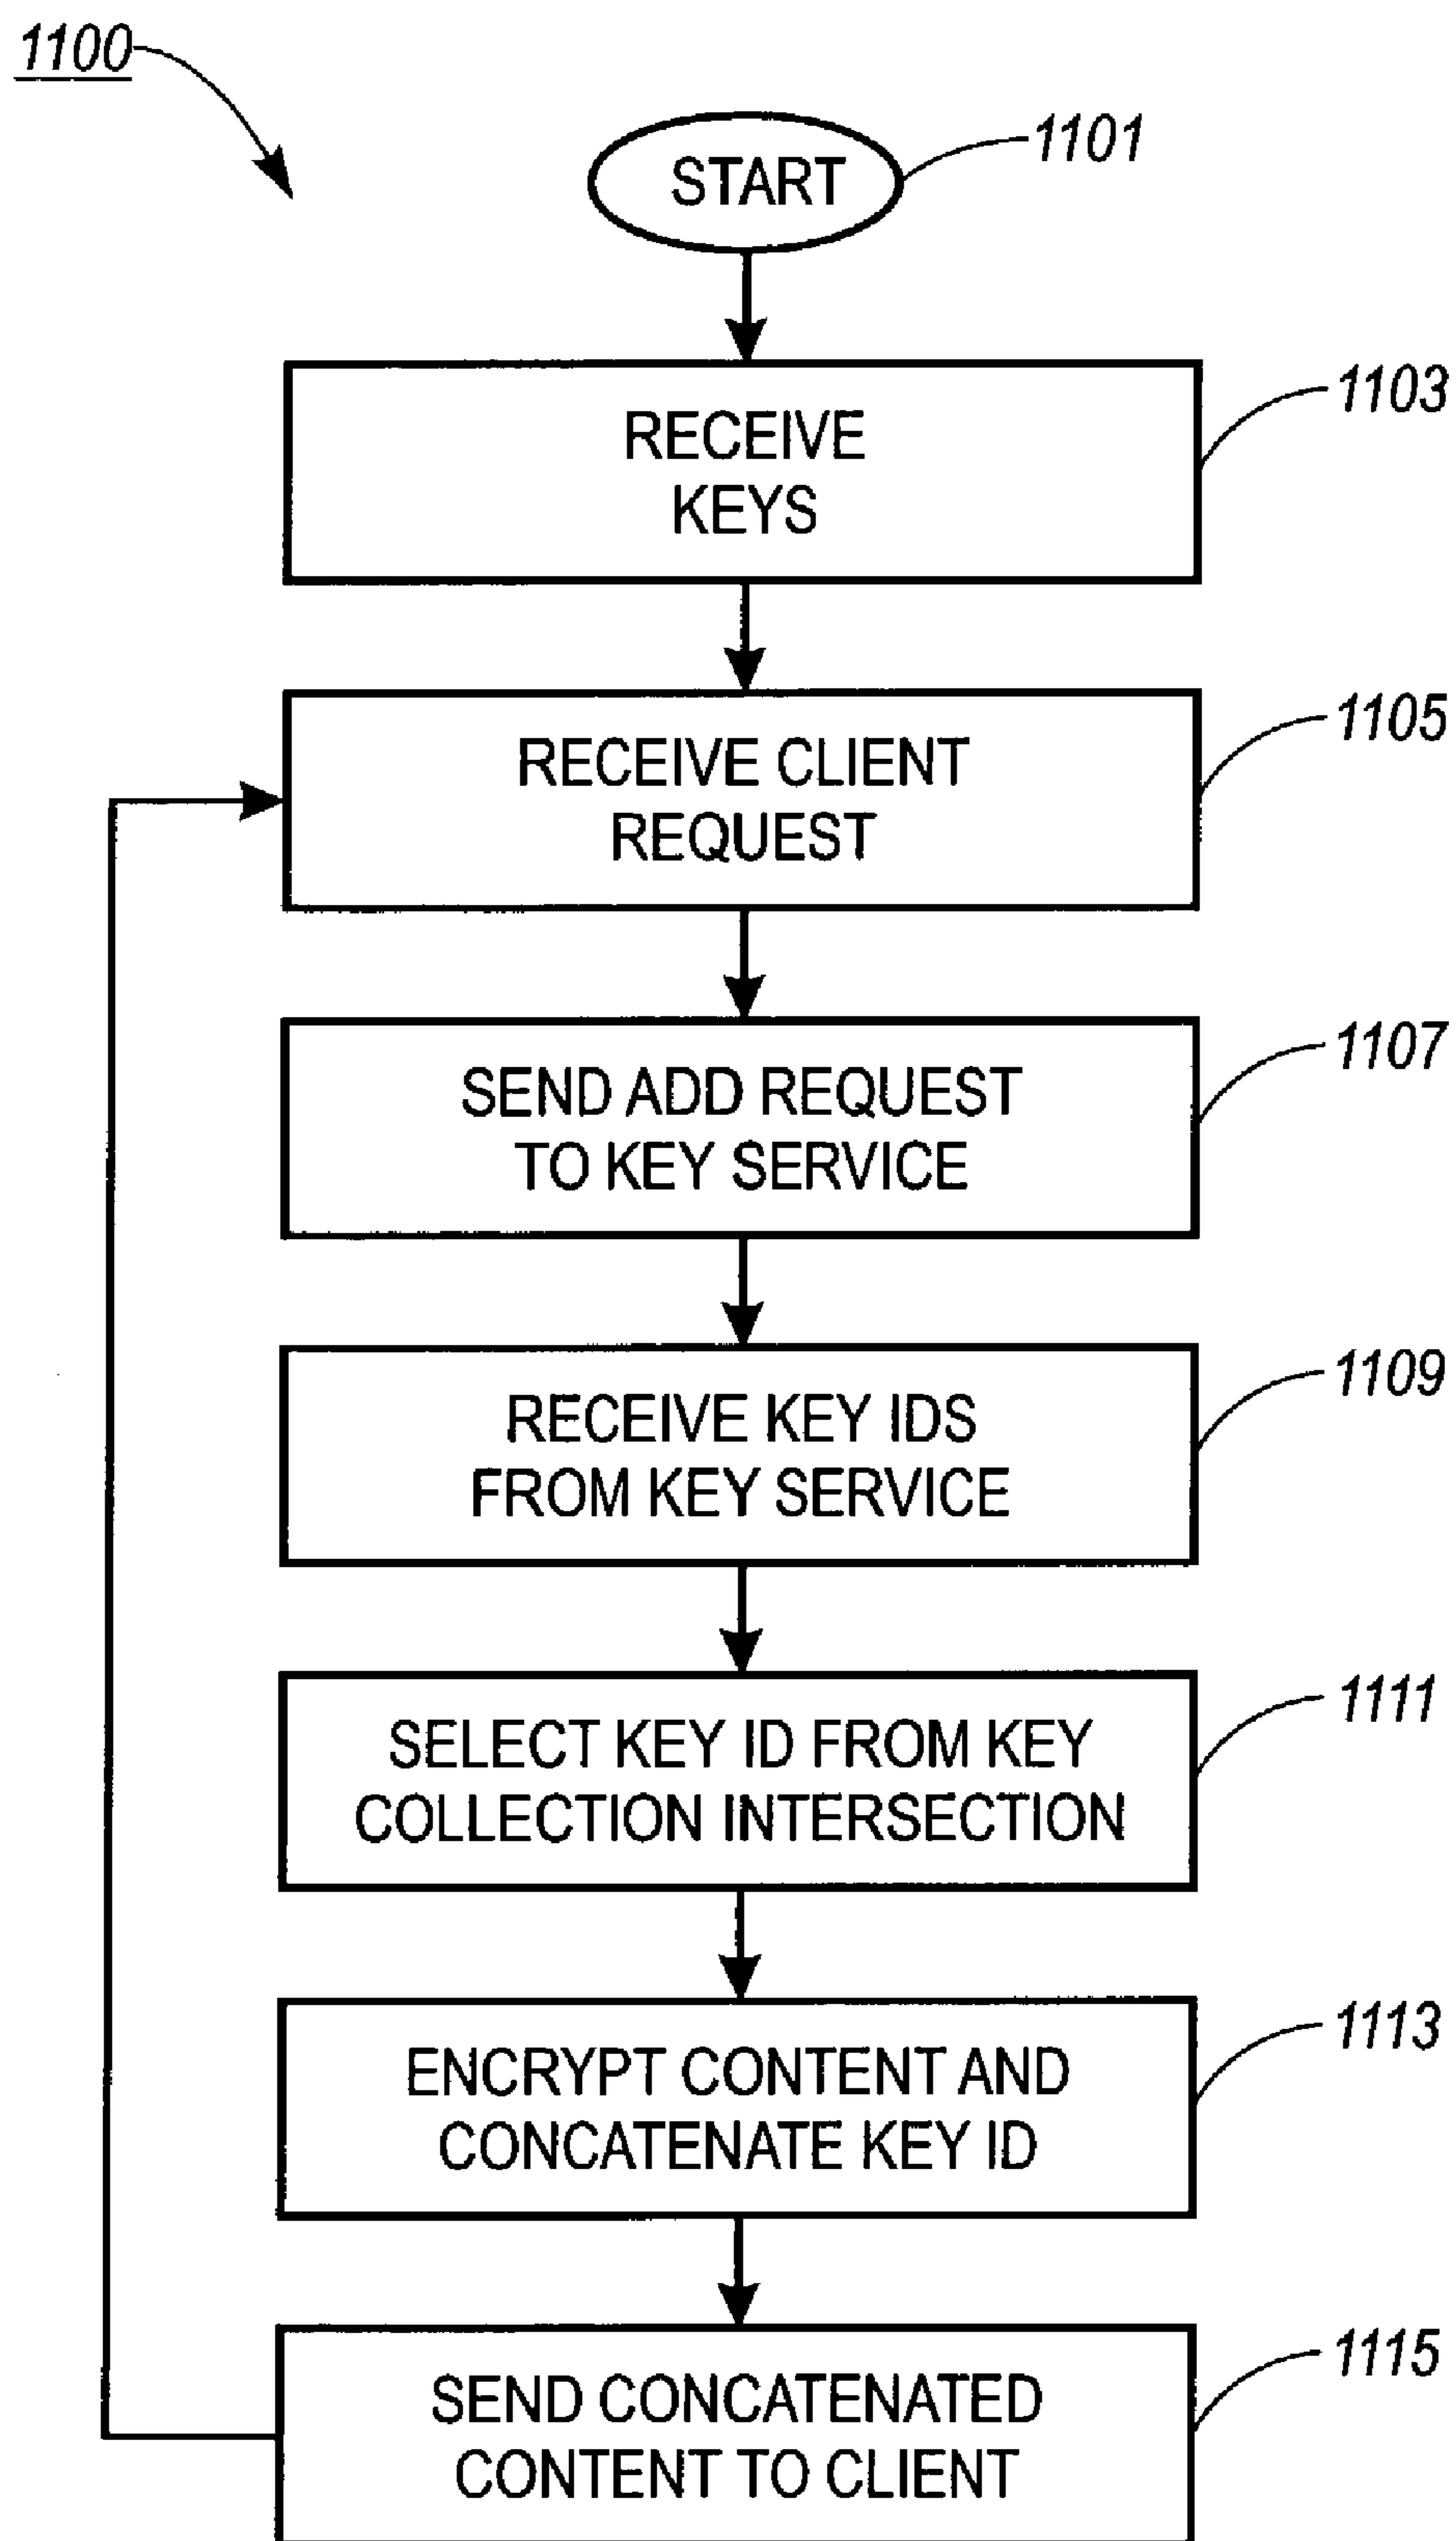 1100
START
1101
RECEIVE
KEYS
1103
RECEIVE CLIENT
REQUEST
1105
SEND ADD REQUEST
TO KEY SERVICE
1107
RECEIVE KEY IDS
FROM KEY SERVICE
1109
SELECT KEY ID FROM KEY
COLLECTION INTERSECTION
1111
ENCRYPT CONTENT AND
CONCATENATE KEY ID
1113
SEND CONCATENATED
CONTENT TO CLIENT
1115